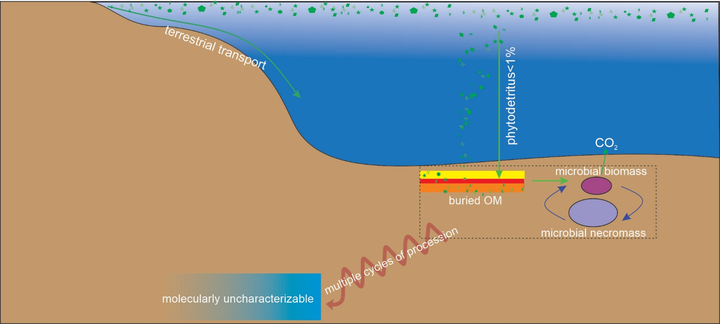 terrestrial transport
phytodetritus<1%
CO₂
microbial biomass
buried OM
microbial necromass
multiple cycles of procession
molecularly uncharacterizable